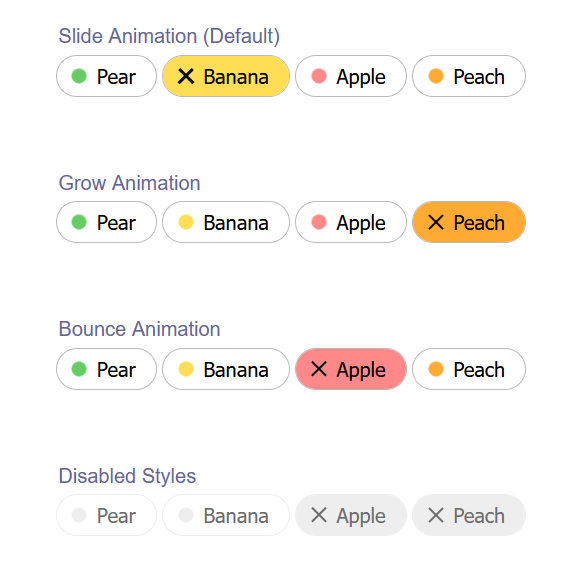 Slide Animation (Default)
Pear Banana Apple Peach
Grow Animation
Pear Banana Apple Peach
Bounce Animation
Pear Banana Apple Peach
Disabled Styles
Pear Banana Apple Peach